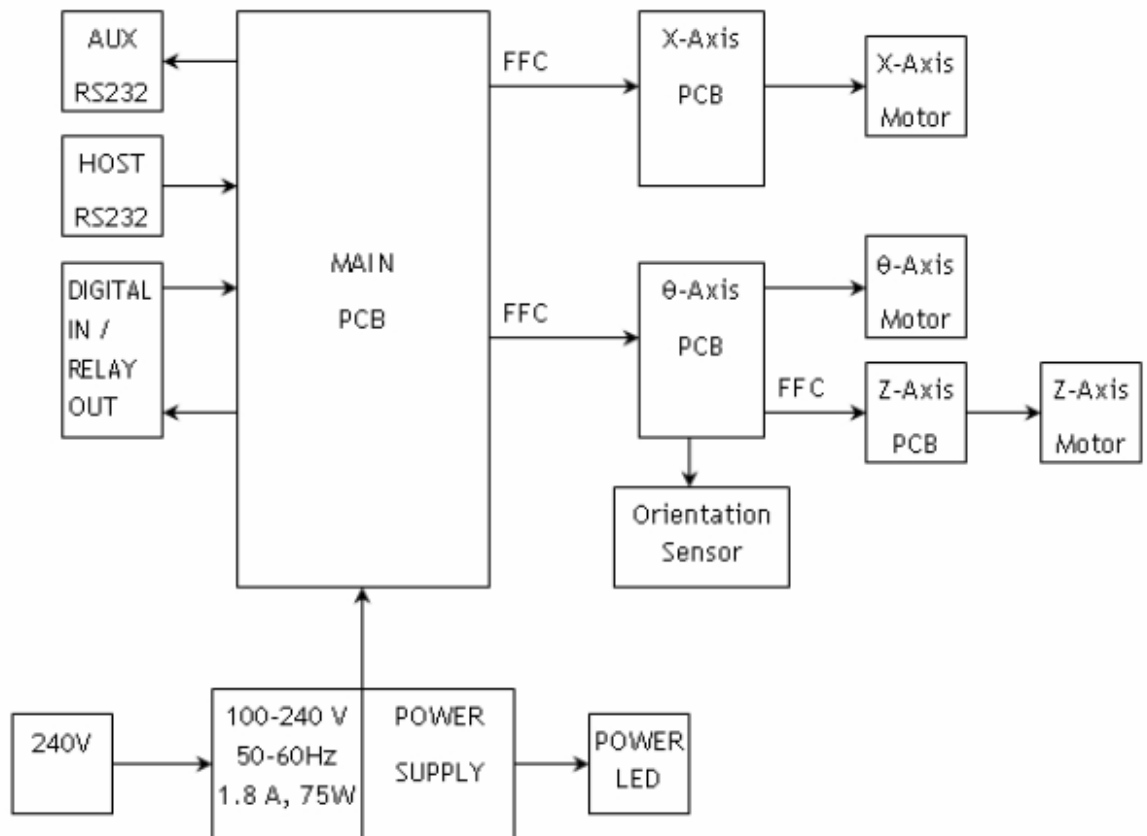 AUX
RS232
HOST
RS232
DIGITAL
IN /
RELAY
OUT
MAIN
PCB
FFC
X-Axis
PCB
X-Axis
Motor
FFC
θ-Axis
PCB
θ-Axis
Motor
FFC
Z-Axis
PCB
Z-Axis
Motor
Orientation
Sensor
240V
100-240 V
50-60Hz
1.8 A, 75W
POWER
SUPPLY
POWER
LED